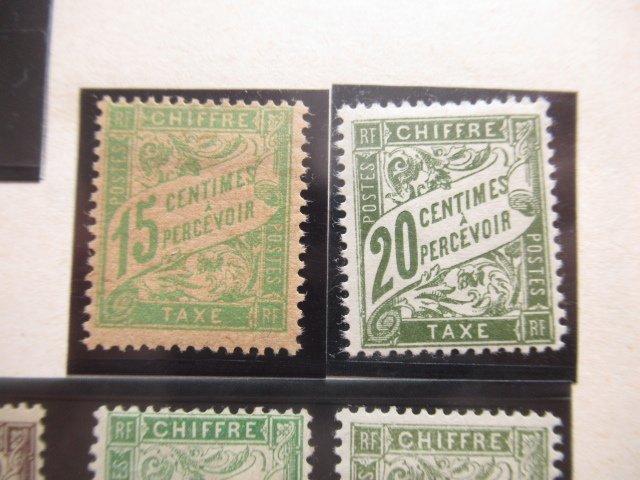 RF CHIFFRE
POSTES
15 CENTIMES
À
PERCEVOIR
POSTES
TAXE RF
RF CHIFFRE
POSTES
20 CENTIMES
À
PERCEVOIR
POSTES
TAXE RF
RF CHIFFRE
RF CHIFFRE